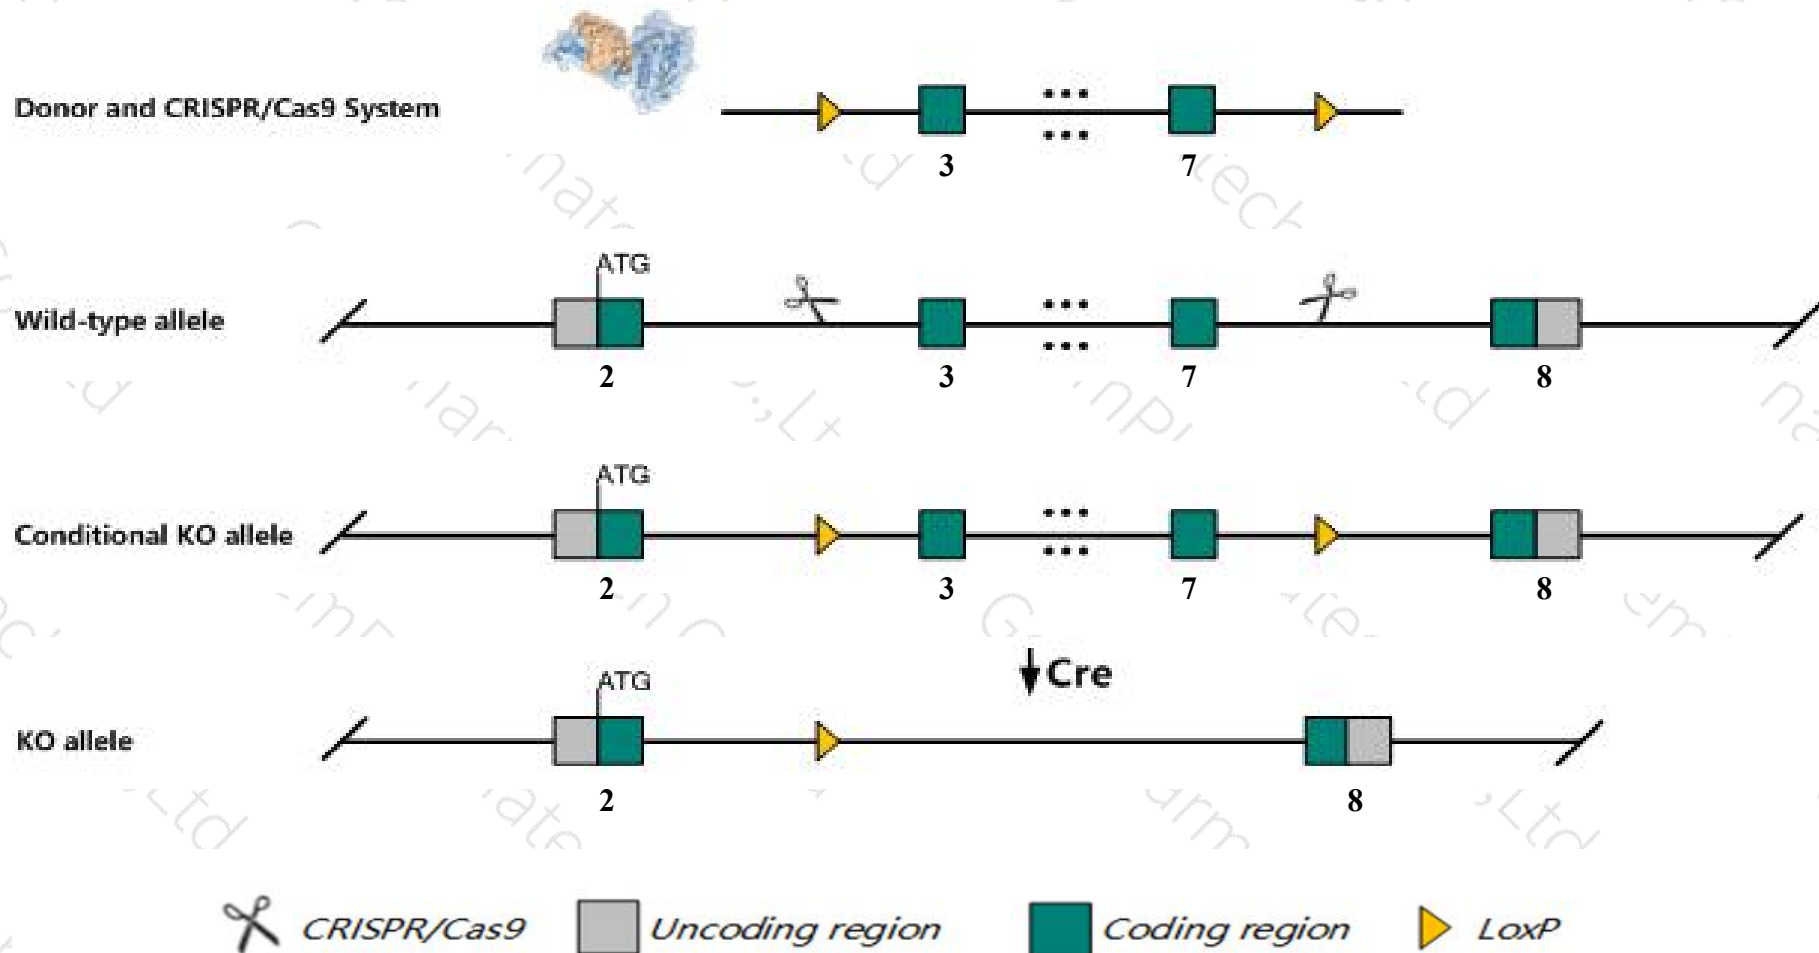 Donor and CRISPR/Cas9 System
3 7
ATG
Wild-type allele
2 3 7 8
ATG
Conditional KO allele
2 3 7 8
Cre
ATG
KO allele
2 8
CRISPR/Cas9 Uncoding region Coding region LoxP